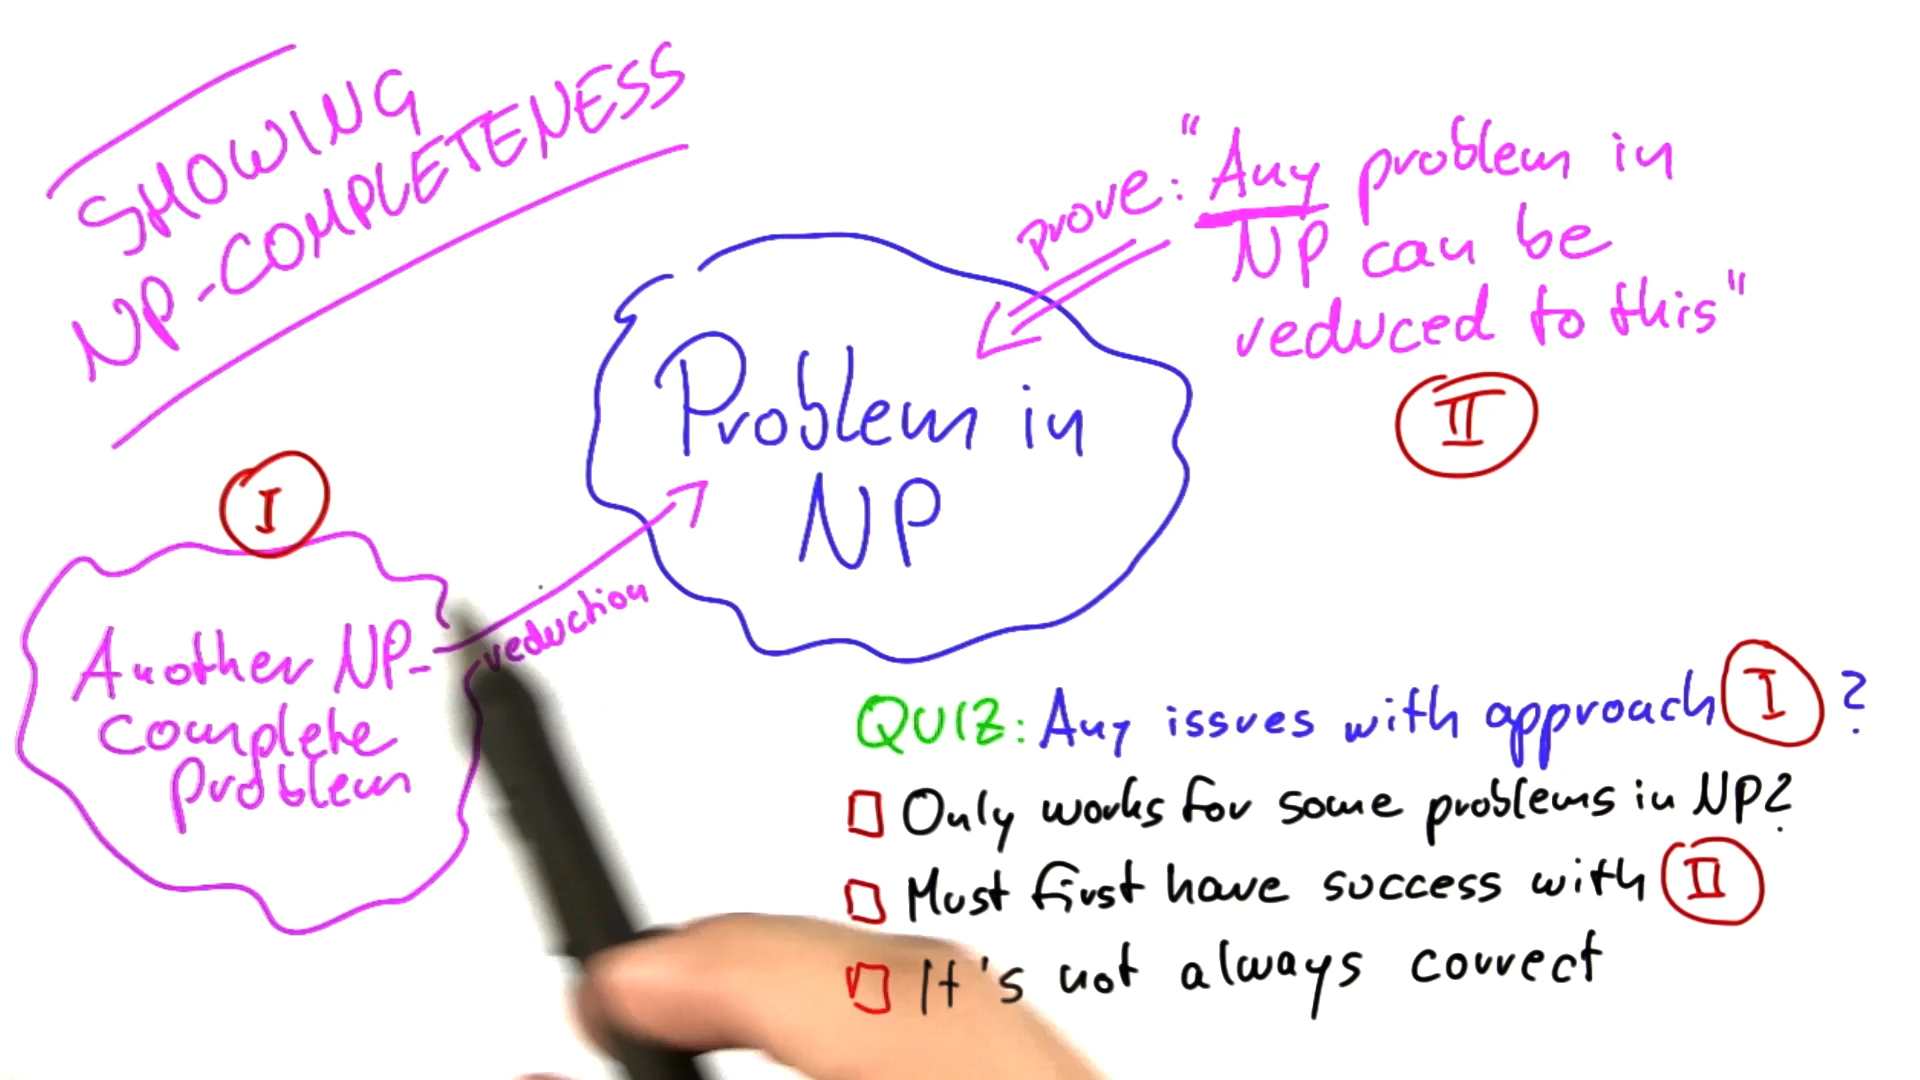 SHOWING
NP-COMPLETENESS
prove: "Any problem in
NP can be
reduced to this"
II
Problem in
NP
I
Another NP-
complete
problem
reduction
QUIZ: Any issues with approach I ?
Only works for some problems in NP?
Must first have success with II
It's not always correct